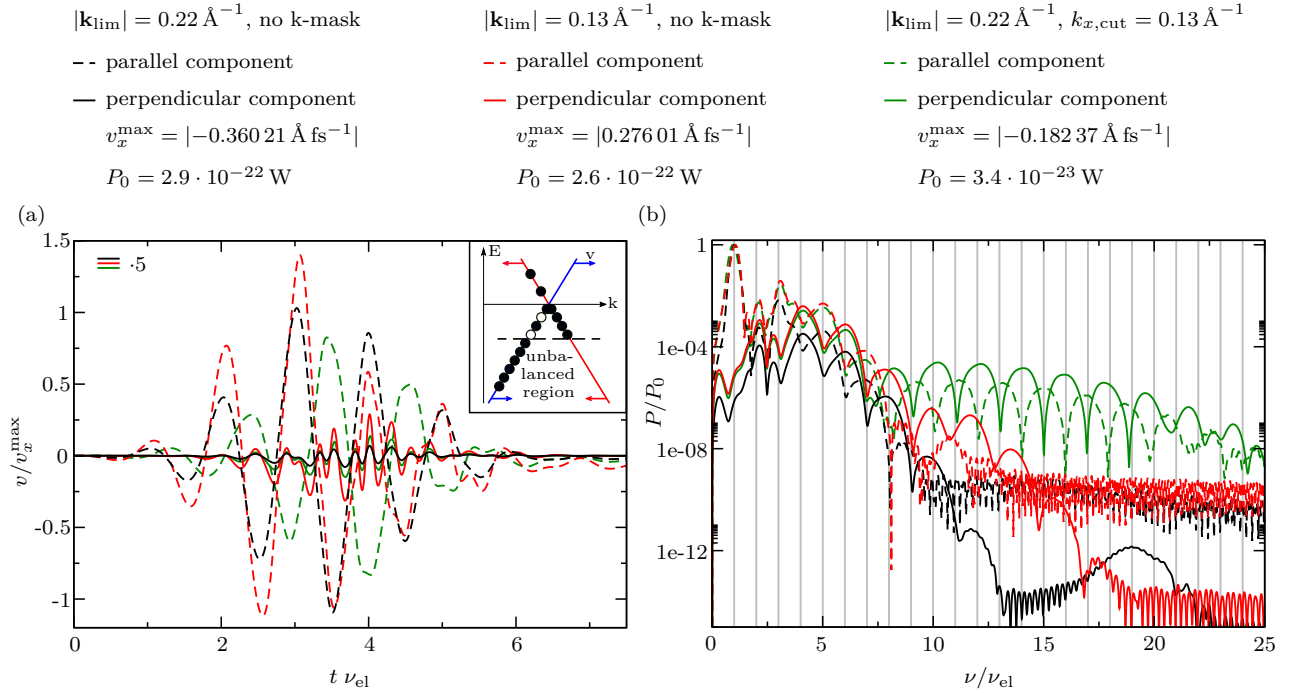 |k_lim| = 0.22 Å⁻¹, no k-mask
parallel component
perpendicular component
v_x^max = |−0.360 21 Å fs⁻¹|
P₀ = 2.9 · 10⁻²² W
|k_lim| = 0.13 Å⁻¹, no k-mask
parallel component
perpendicular component
v_x^max = |0.276 01 Å fs⁻¹|
P₀ = 2.6 · 10⁻²² W
|k_lim| = 0.22 Å⁻¹, k_x,cut = 0.13 Å⁻¹
parallel component
perpendicular component
v_x^max = |−0.182 37 Å fs⁻¹|
P₀ = 3.4 · 10⁻²³ W
(a)
1.5
1
0.5
0
-0.5
-1
v/v_x^max
·5
E
v
k
unba-
lanced
region
0 2 4 6
t ν_el
(b)
1
1e-04
1e-08
1e-12
P/P₀
0 5 10 15 20 25
ν/ν_el